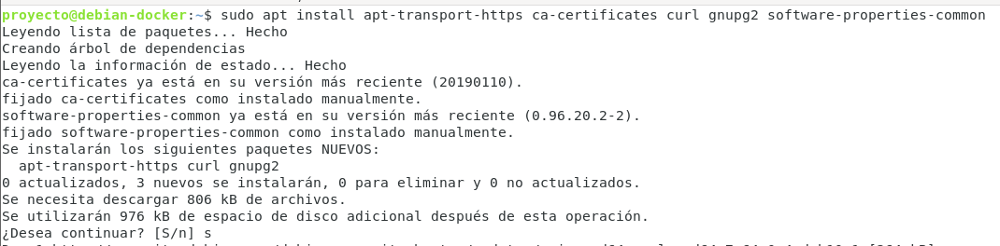 proyecto@debian-docker:~$ sudo apt install apt-transport-https ca-certificates curl gnupg2 software-properties-common
Leyendo lista de paquetes... Hecho
Creando árbol de dependencias
Leyendo la información de estado... Hecho
ca-certificates ya está en su versión más reciente (20190110).
fijado ca-certificates como instalado manualmente.
software-properties-common ya está en su versión más reciente (0.96.20.2-2).
fijado software-properties-common como instalado manualmente.
Se instalarán los siguientes paquetes NUEVOS:
  apt-transport-https curl gnupg2
0 actualizados, 3 nuevos se instalarán, 0 para eliminar y 0 no actualizados.
Se necesita descargar 806 kB de archivos.
Se utilizarán 976 kB de espacio de disco adicional después de esta operación.
¿Desea continuar? [S/n] s